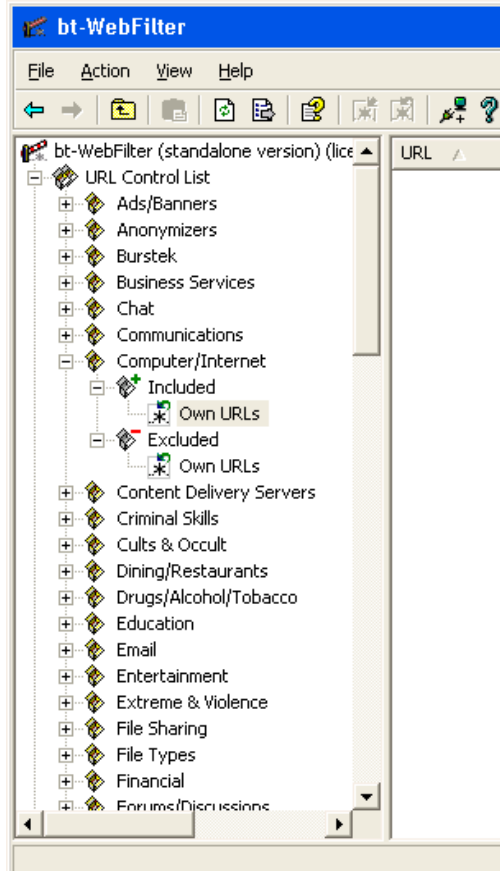 bt-WebFilter
File Action View Help
bt-WebFilter (standalone version) (lice
URL
URL Control List
Ads/Banners
Anonymizers
Burstek
Business Services
Chat
Communications
Computer/Internet
Included
Own URLs
Excluded
Own URLs
Content Delivery Servers
Criminal Skills
Cults & Occult
Dining/Restaurants
Drugs/Alcohol/Tobacco
Education
Email
Entertainment
Extreme & Violence
File Sharing
File Types
Financial
Forums/Discussions